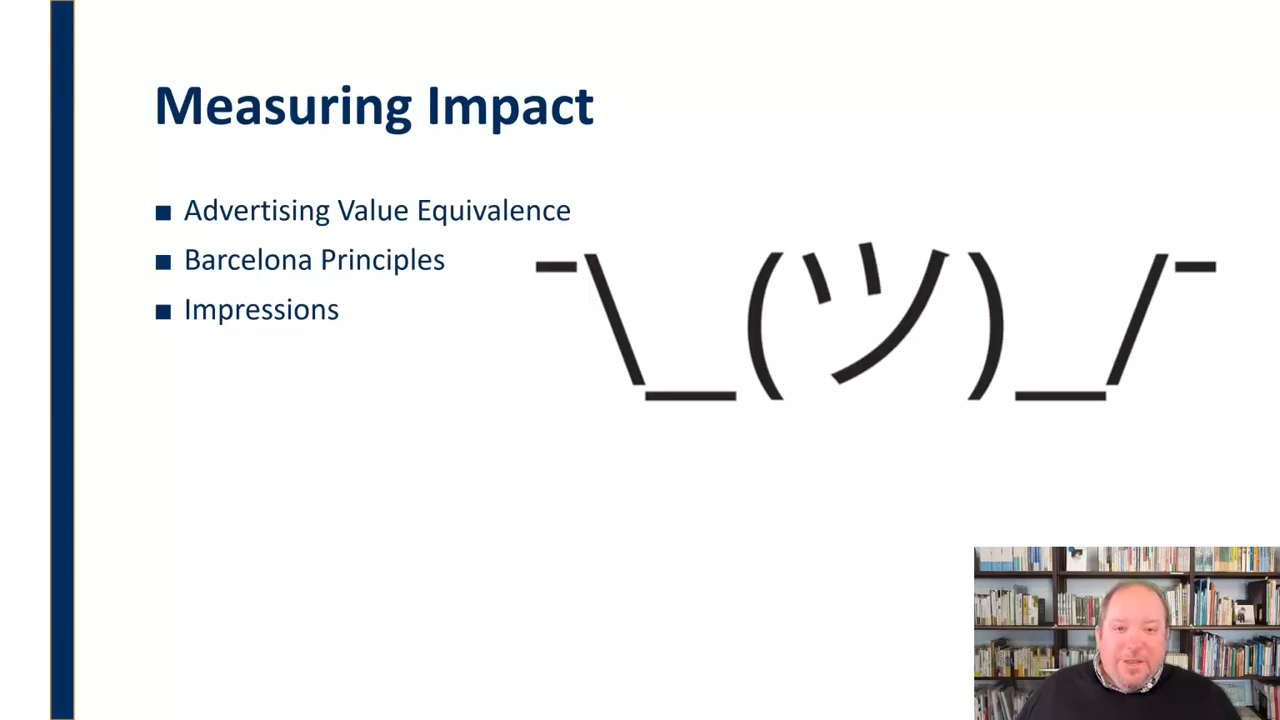 Measuring Impact
■ Advertising Value Equivalence
■ Barcelona Principles
■ Impressions
¯\_(ツ)_/¯